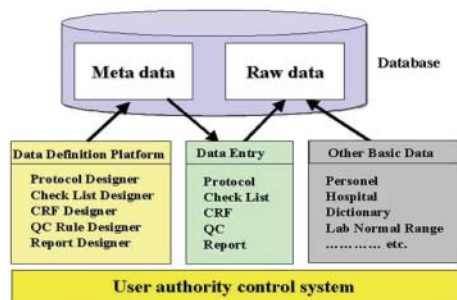 Meta data
Raw data
Database
Data Definition Platform
Protocol Designer
Check List Designer
CRF Designer
QC Rule Designer
Report Designer
Data Entry
Protocol
Check List
CRF
QC
Report
Other Basic Data
Personel
Hospital
Dictionary
Lab Normal Range
………… etc.
User authority control system